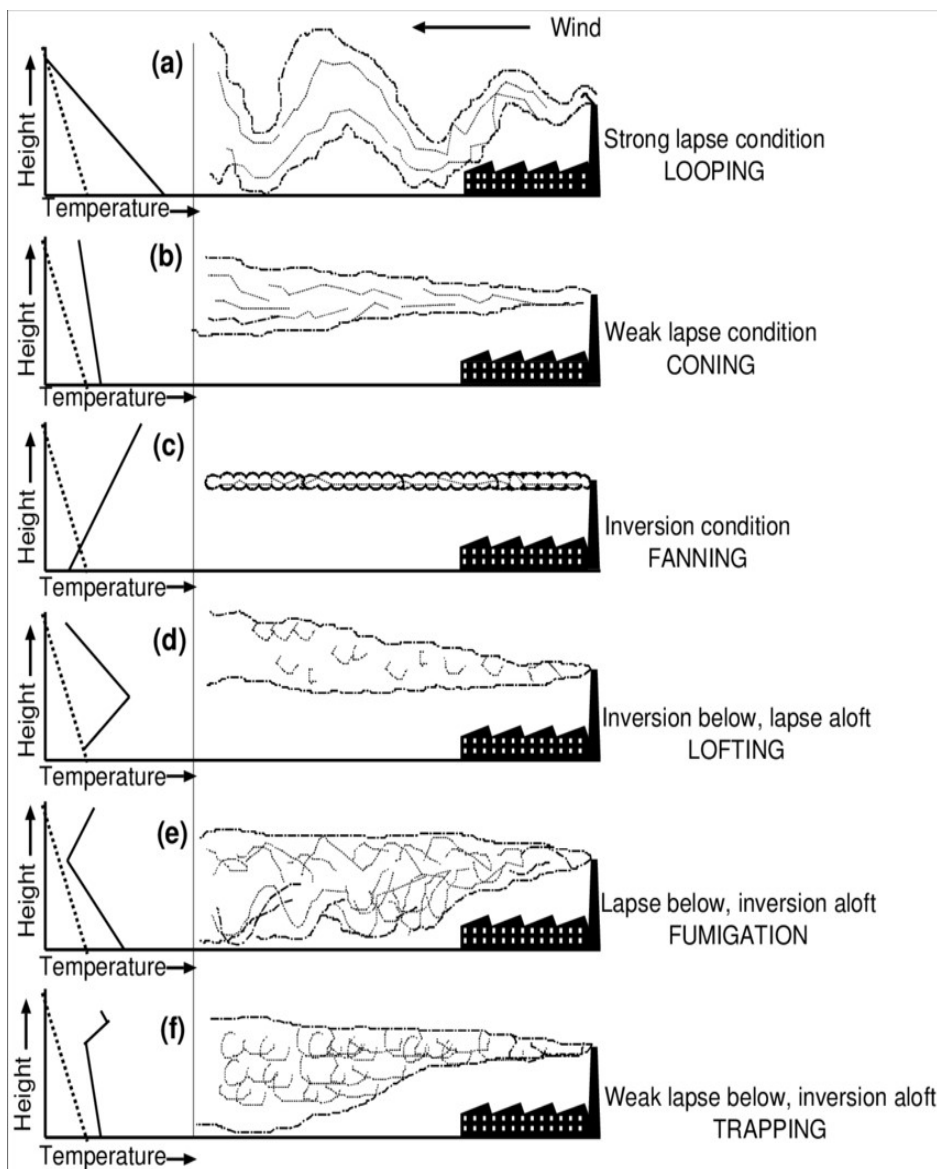 Wind
(a)
Height
Temperature
Strong lapse condition
LOOPING
(b)
Height
Temperature
Weak lapse condition
CONING
(c)
Height
Temperature
Inversion condition
FANNING
(d)
Height
Temperature
Inversion below, lapse aloft
LOFTING
(e)
Height
Temperature
Lapse below, inversion aloft
FUMIGATION
(f)
Height
Temperature
Weak lapse below, inversion aloft
TRAPPING